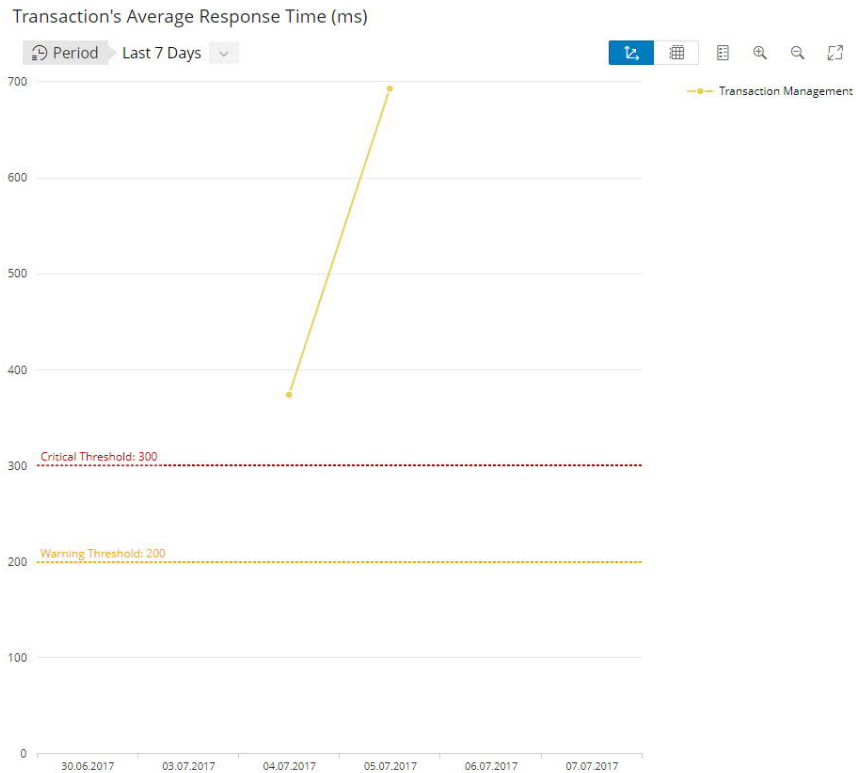 Transaction's Average Response Time (ms)
Period Last 7 Days
Transaction Management
700
600
500
400
Critical Threshold: 300
300
Warning Threshold: 200
200
100
0
30.06.2017 03.07.2017 04.07.2017 05.07.2017 06.07.2017 07.07.2017